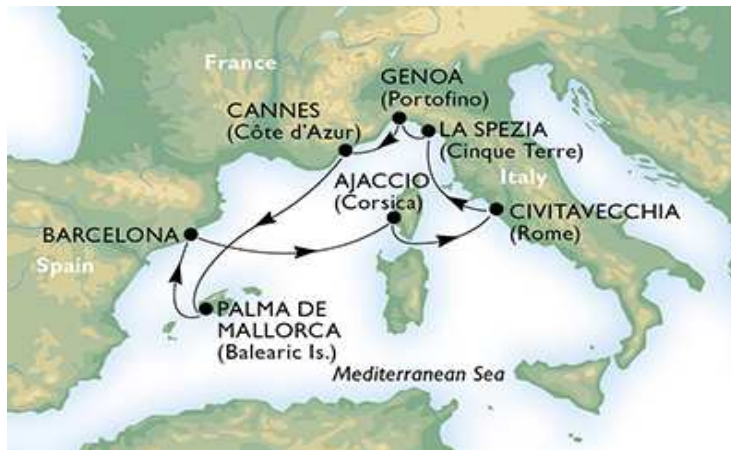 France
GENOA
(Portofino)
CANNES
(Côte d'Azur)
LA SPEZIA
(Cinque Terre)
Italy
AJACCIO
(Corsica)
CIVITAVECCHIA
(Rome)
BARCELONA
Spain
PALMA DE
MALLORCA
(Balearic Is.)
Mediterranean Sea